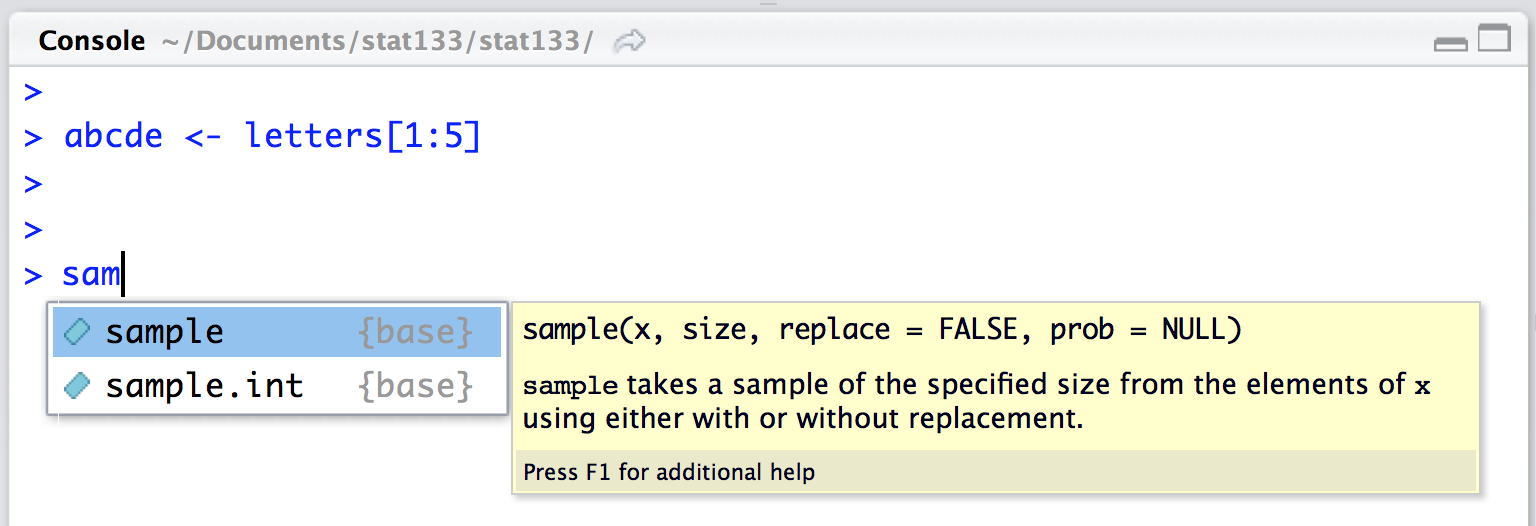 Console ~/Documents/stat133/stat133/
>
> abcde <- letters[1:5]
>
>
> sam
sample {base}
sample.int {base}
sample(x, size, replace = FALSE, prob = NULL)
sample takes a sample of the specified size from the elements of x
using either with or without replacement.
Press F1 for additional help